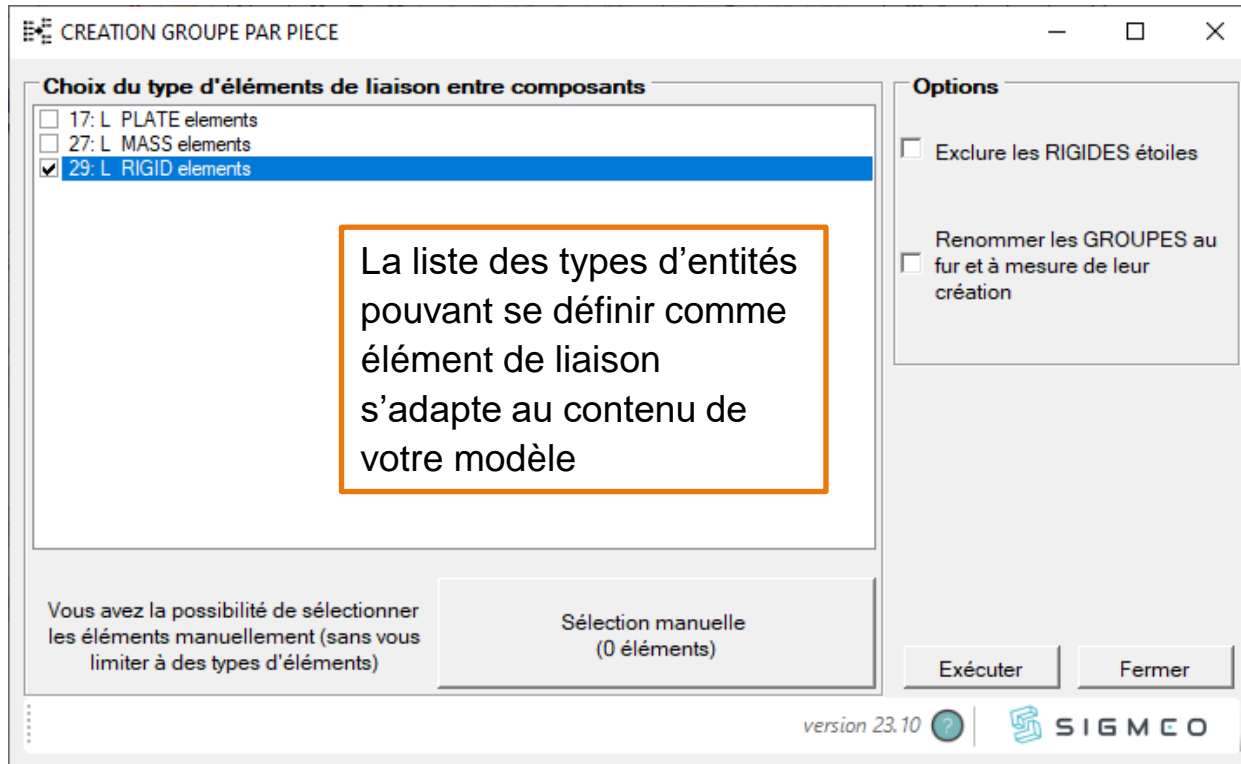 CREATION GROUPE PAR PIECE
Choix du type d'éléments de liaison entre composants
17: L PLATE elements
27: L MASS elements
29: L RIGID elements
La liste des types d’entités
pouvant se définir comme
élément de liaison
s’adapte au contenu de
votre modèle
Vous avez la possibilité de sélectionner
les éléments manuellement (sans vous
limiter à des types d'éléments)
Sélection manuelle
(0 éléments)
Options
Exclure les RIGIDES étoiles
Renommer les GROUPES au
fur et à mesure de leur
création
Exécuter
Fermer
version 23.10
?
SIGMEO